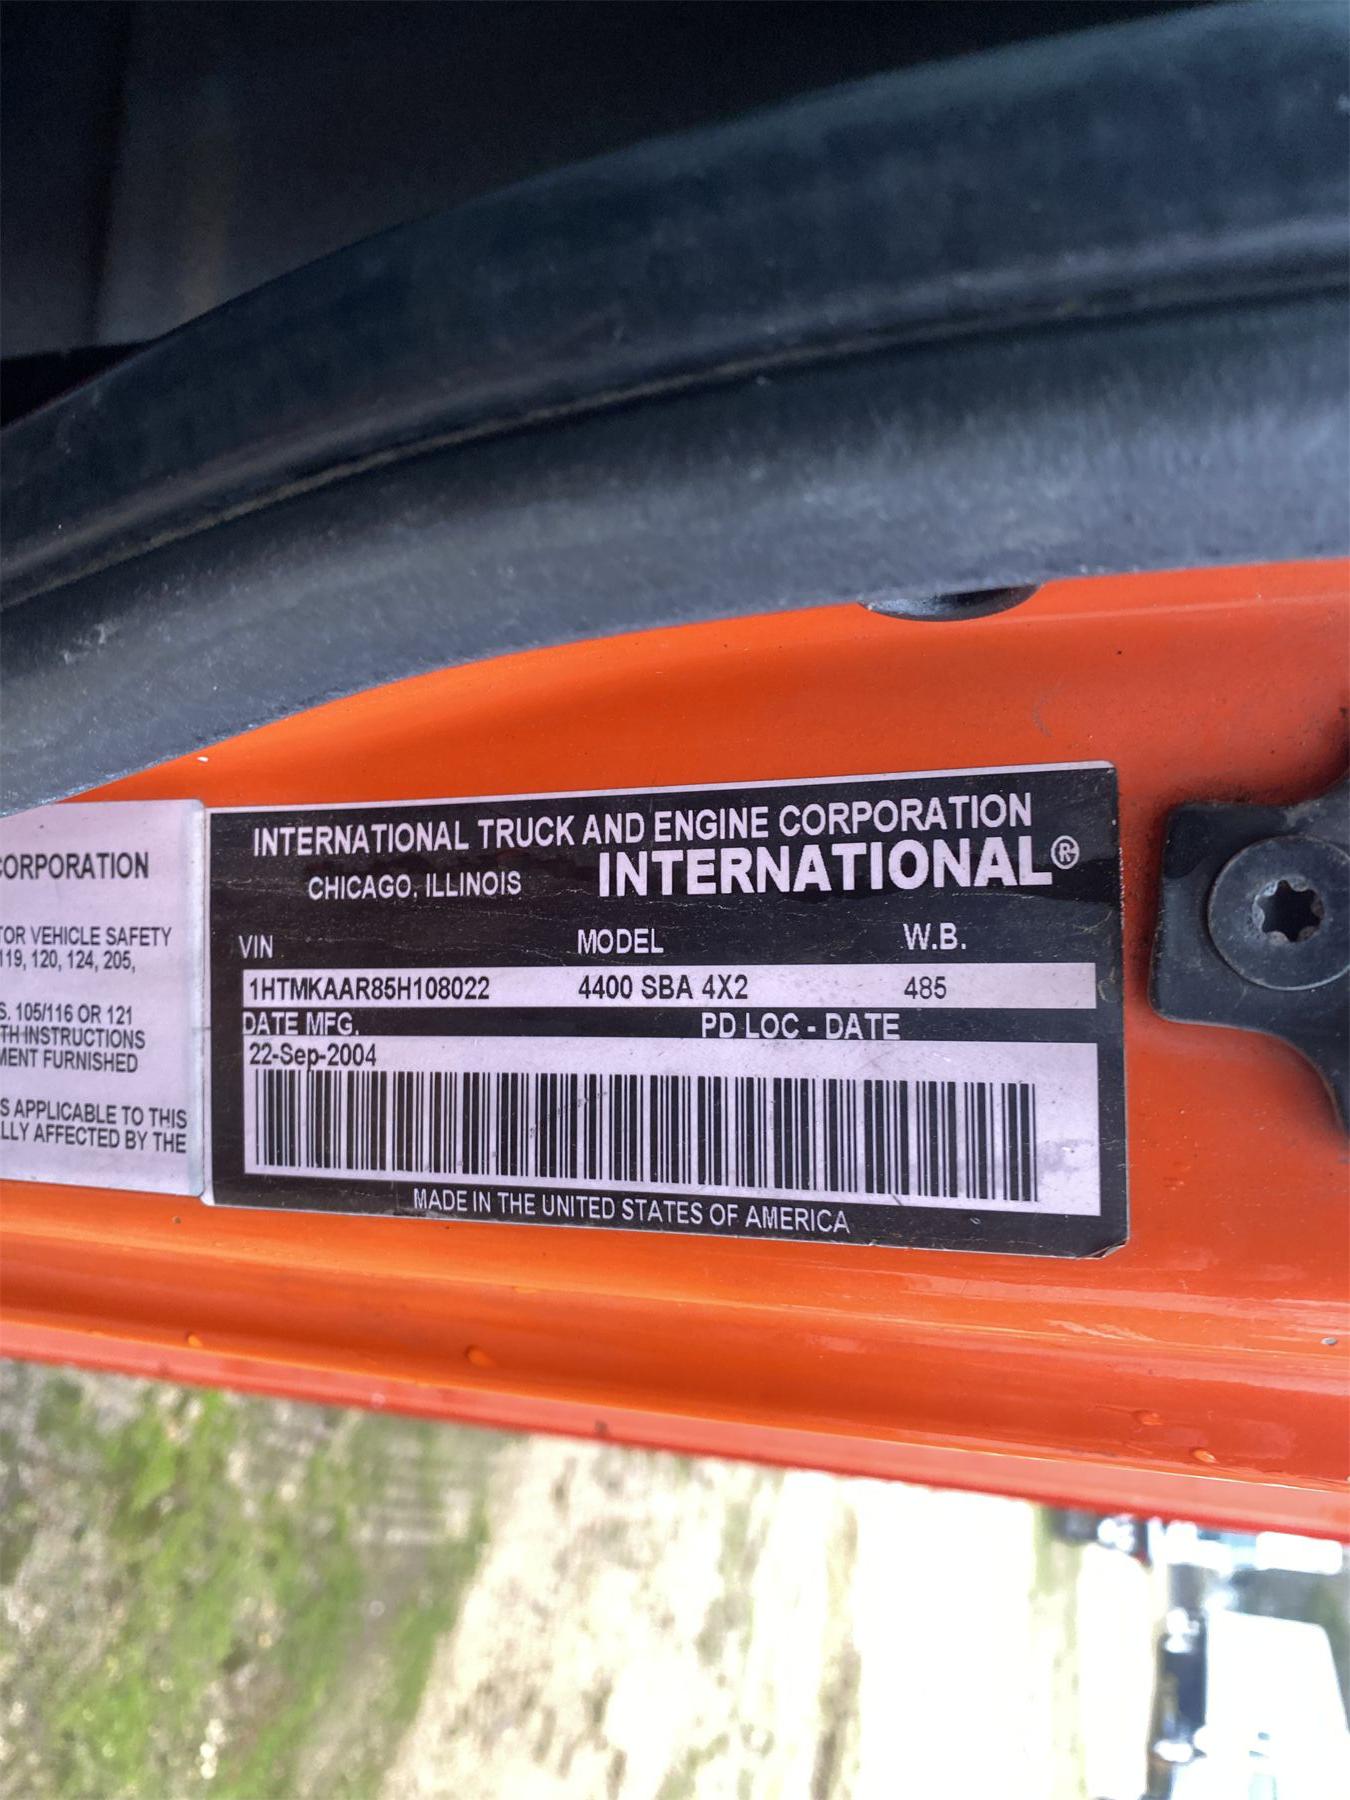 CORPORATION
TOR VEHICLE SAFETY
119, 120, 124, 205,
S. 105/116 OR 121
TH INSTRUCTIONS
MENT FURNISHED
S APPLICABLE TO THIS
LLY AFFECTED BY THE
INTERNATIONAL TRUCK AND ENGINE CORPORATION
CHICAGO, ILLINOIS INTERNATIONAL®
VIN MODEL W.B.
1HTMKAAR85H108022 4400 SBA 4X2 485
DATE MFG. PD LOC - DATE
22-Sep-2004
MADE IN THE UNITED STATES OF AMERICA